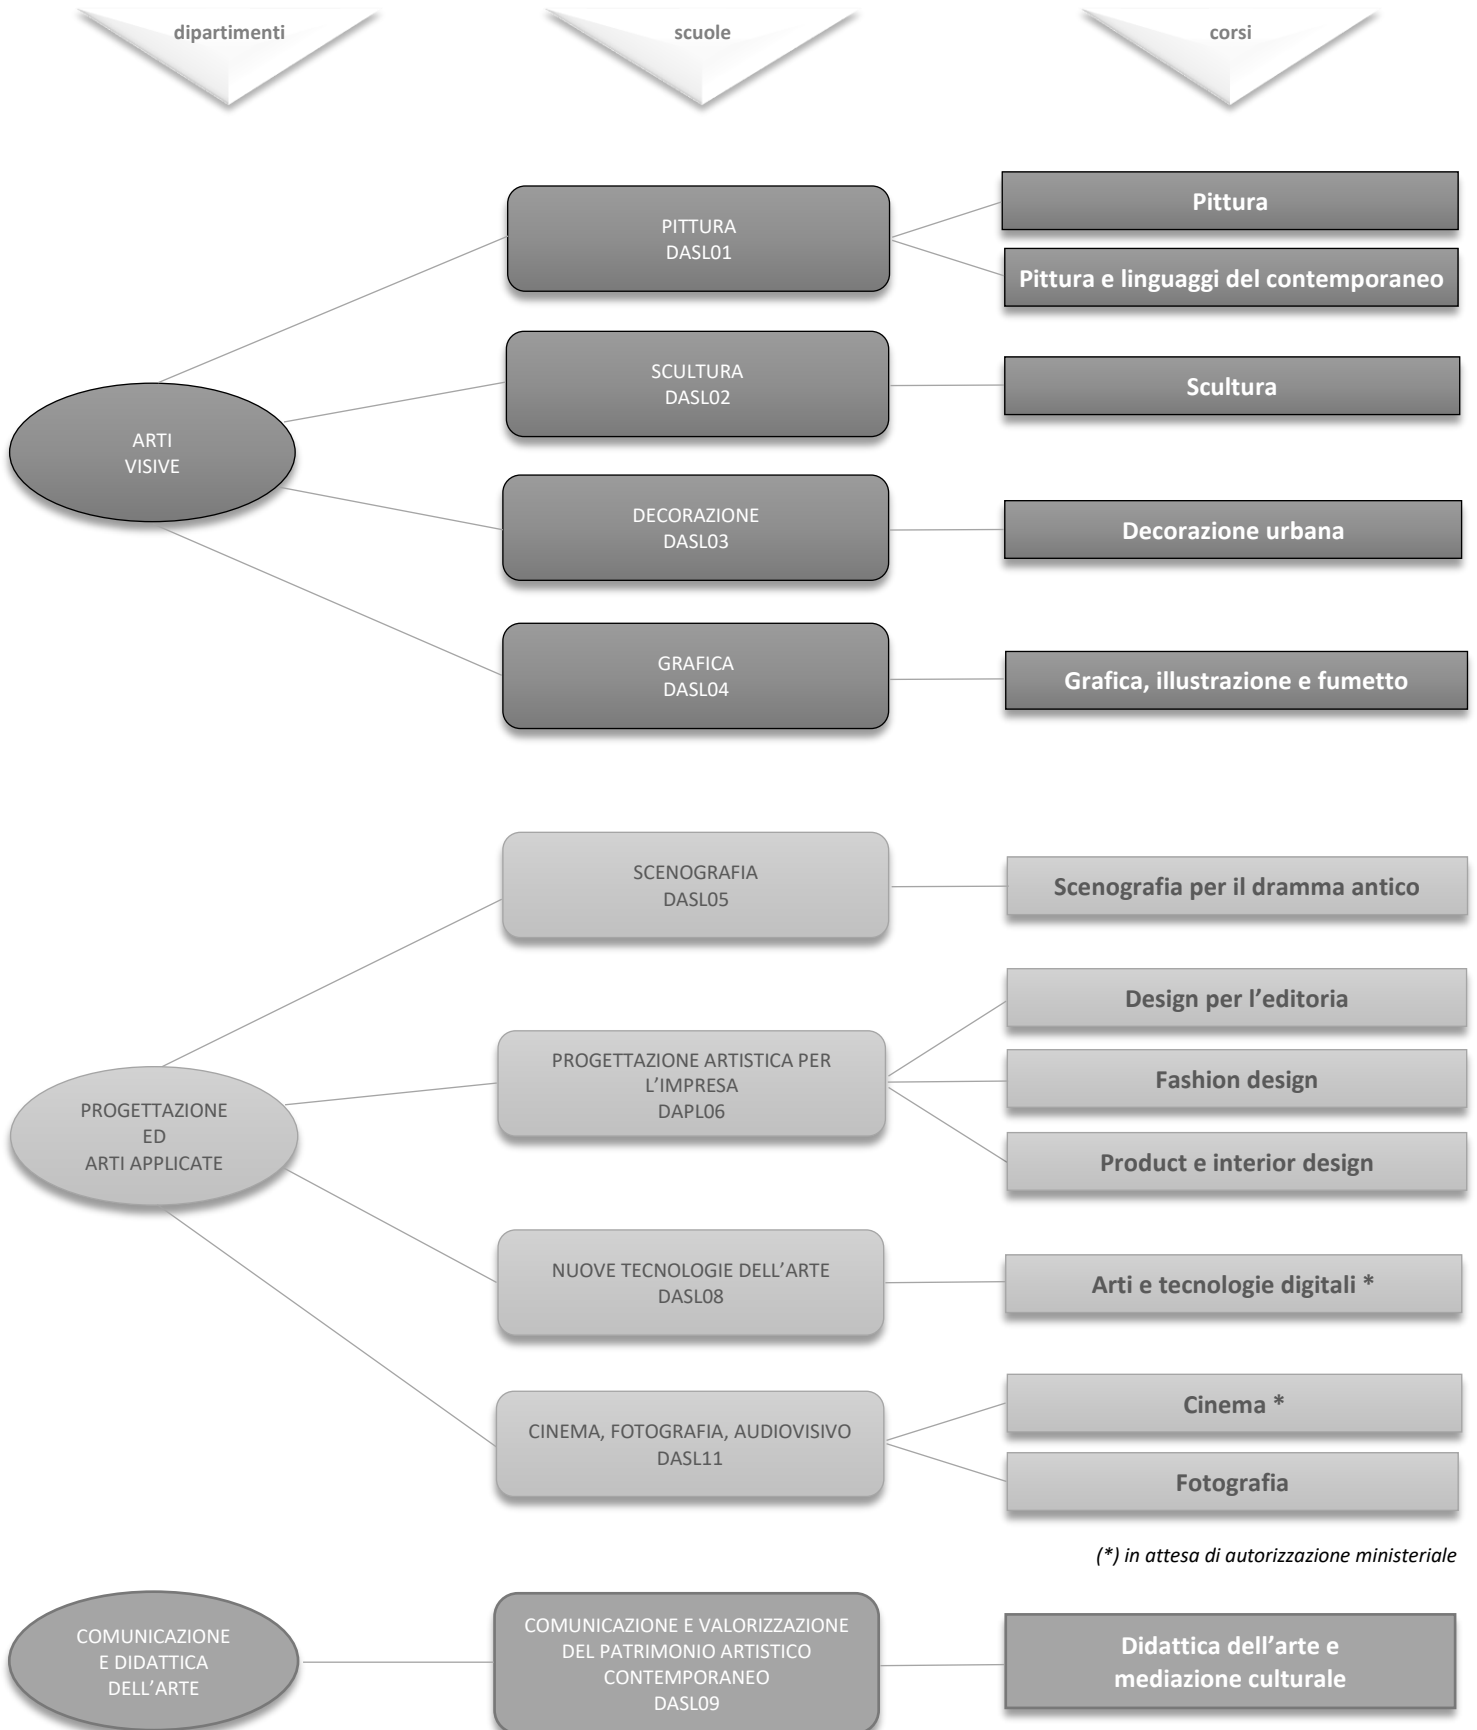 dipartimenti
scuole
corsi
PITTURA
DASL01
Pittura
Pittura e linguaggi del contemporaneo
ARTI
VISIVE
SCULTURA
DASL02
Scultura
DECORAZIONE
DASL03
Decorazione urbana
GRAFICA
DASL04
Grafica, illustrazione e fumetto
PROGETTAZIONE
ED
ARTI APPLICATE
SCENOGRAFIA
DASL05
Scenografia per il dramma antico
PROGETTAZIONE ARTISTICA PER
L’IMPRESA
DAPL06
Design per l’editoria
Fashion design
Product e interior design
NUOVE TECNOLOGIE DELL’ARTE
DASL08
Arti e tecnologie digitali *
CINEMA, FOTOGRAFIA, AUDIOVISIVO
DASL11
Cinema *
Fotografia
(*) in attesa di autorizzazione ministeriale
COMUNICAZIONE
E DIDATTICA
DELL’ARTE
COMUNICAZIONE E VALORIZZAZIONE
DEL PATRIMONIO ARTISTICO
CONTEMPORANEO
DASL09
Didattica dell’arte e
mediazione culturale